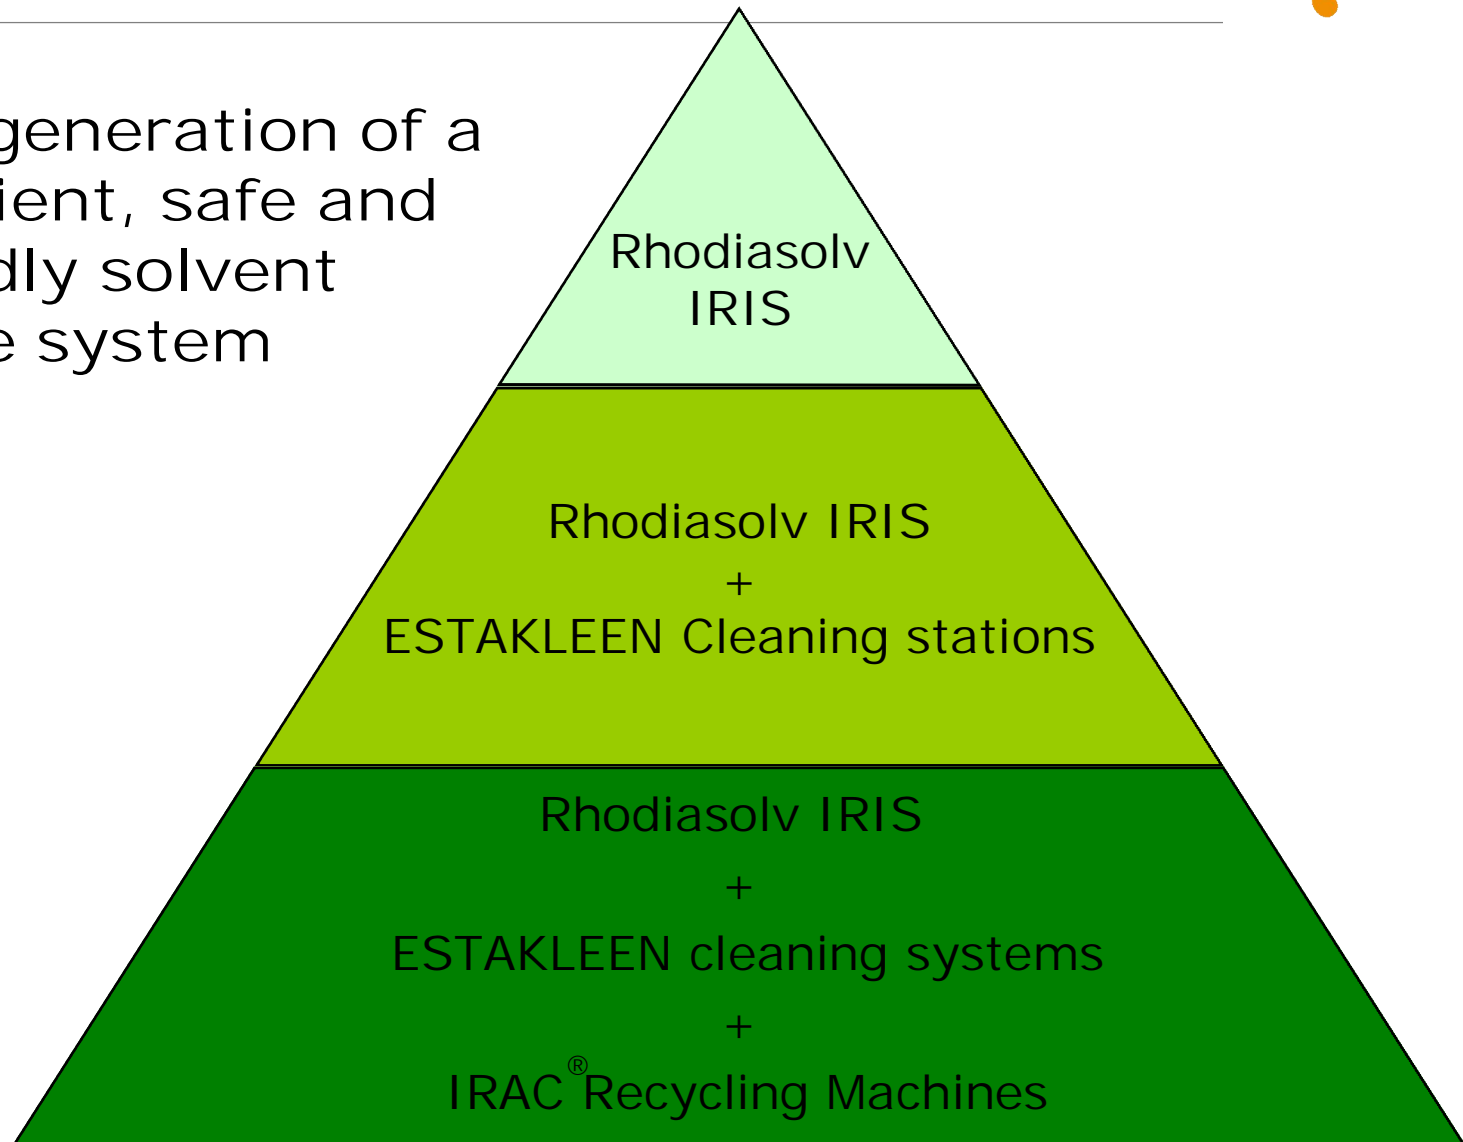 generation of a
ient, safe and
dly solvent
e system
Rhodiasolv
IRIS
Rhodiasolv IRIS
+
ESTAKLEEN Cleaning stations
Rhodiasolv IRIS
+
ESTAKLEEN cleaning systems
+
IRAC® Recycling Machines